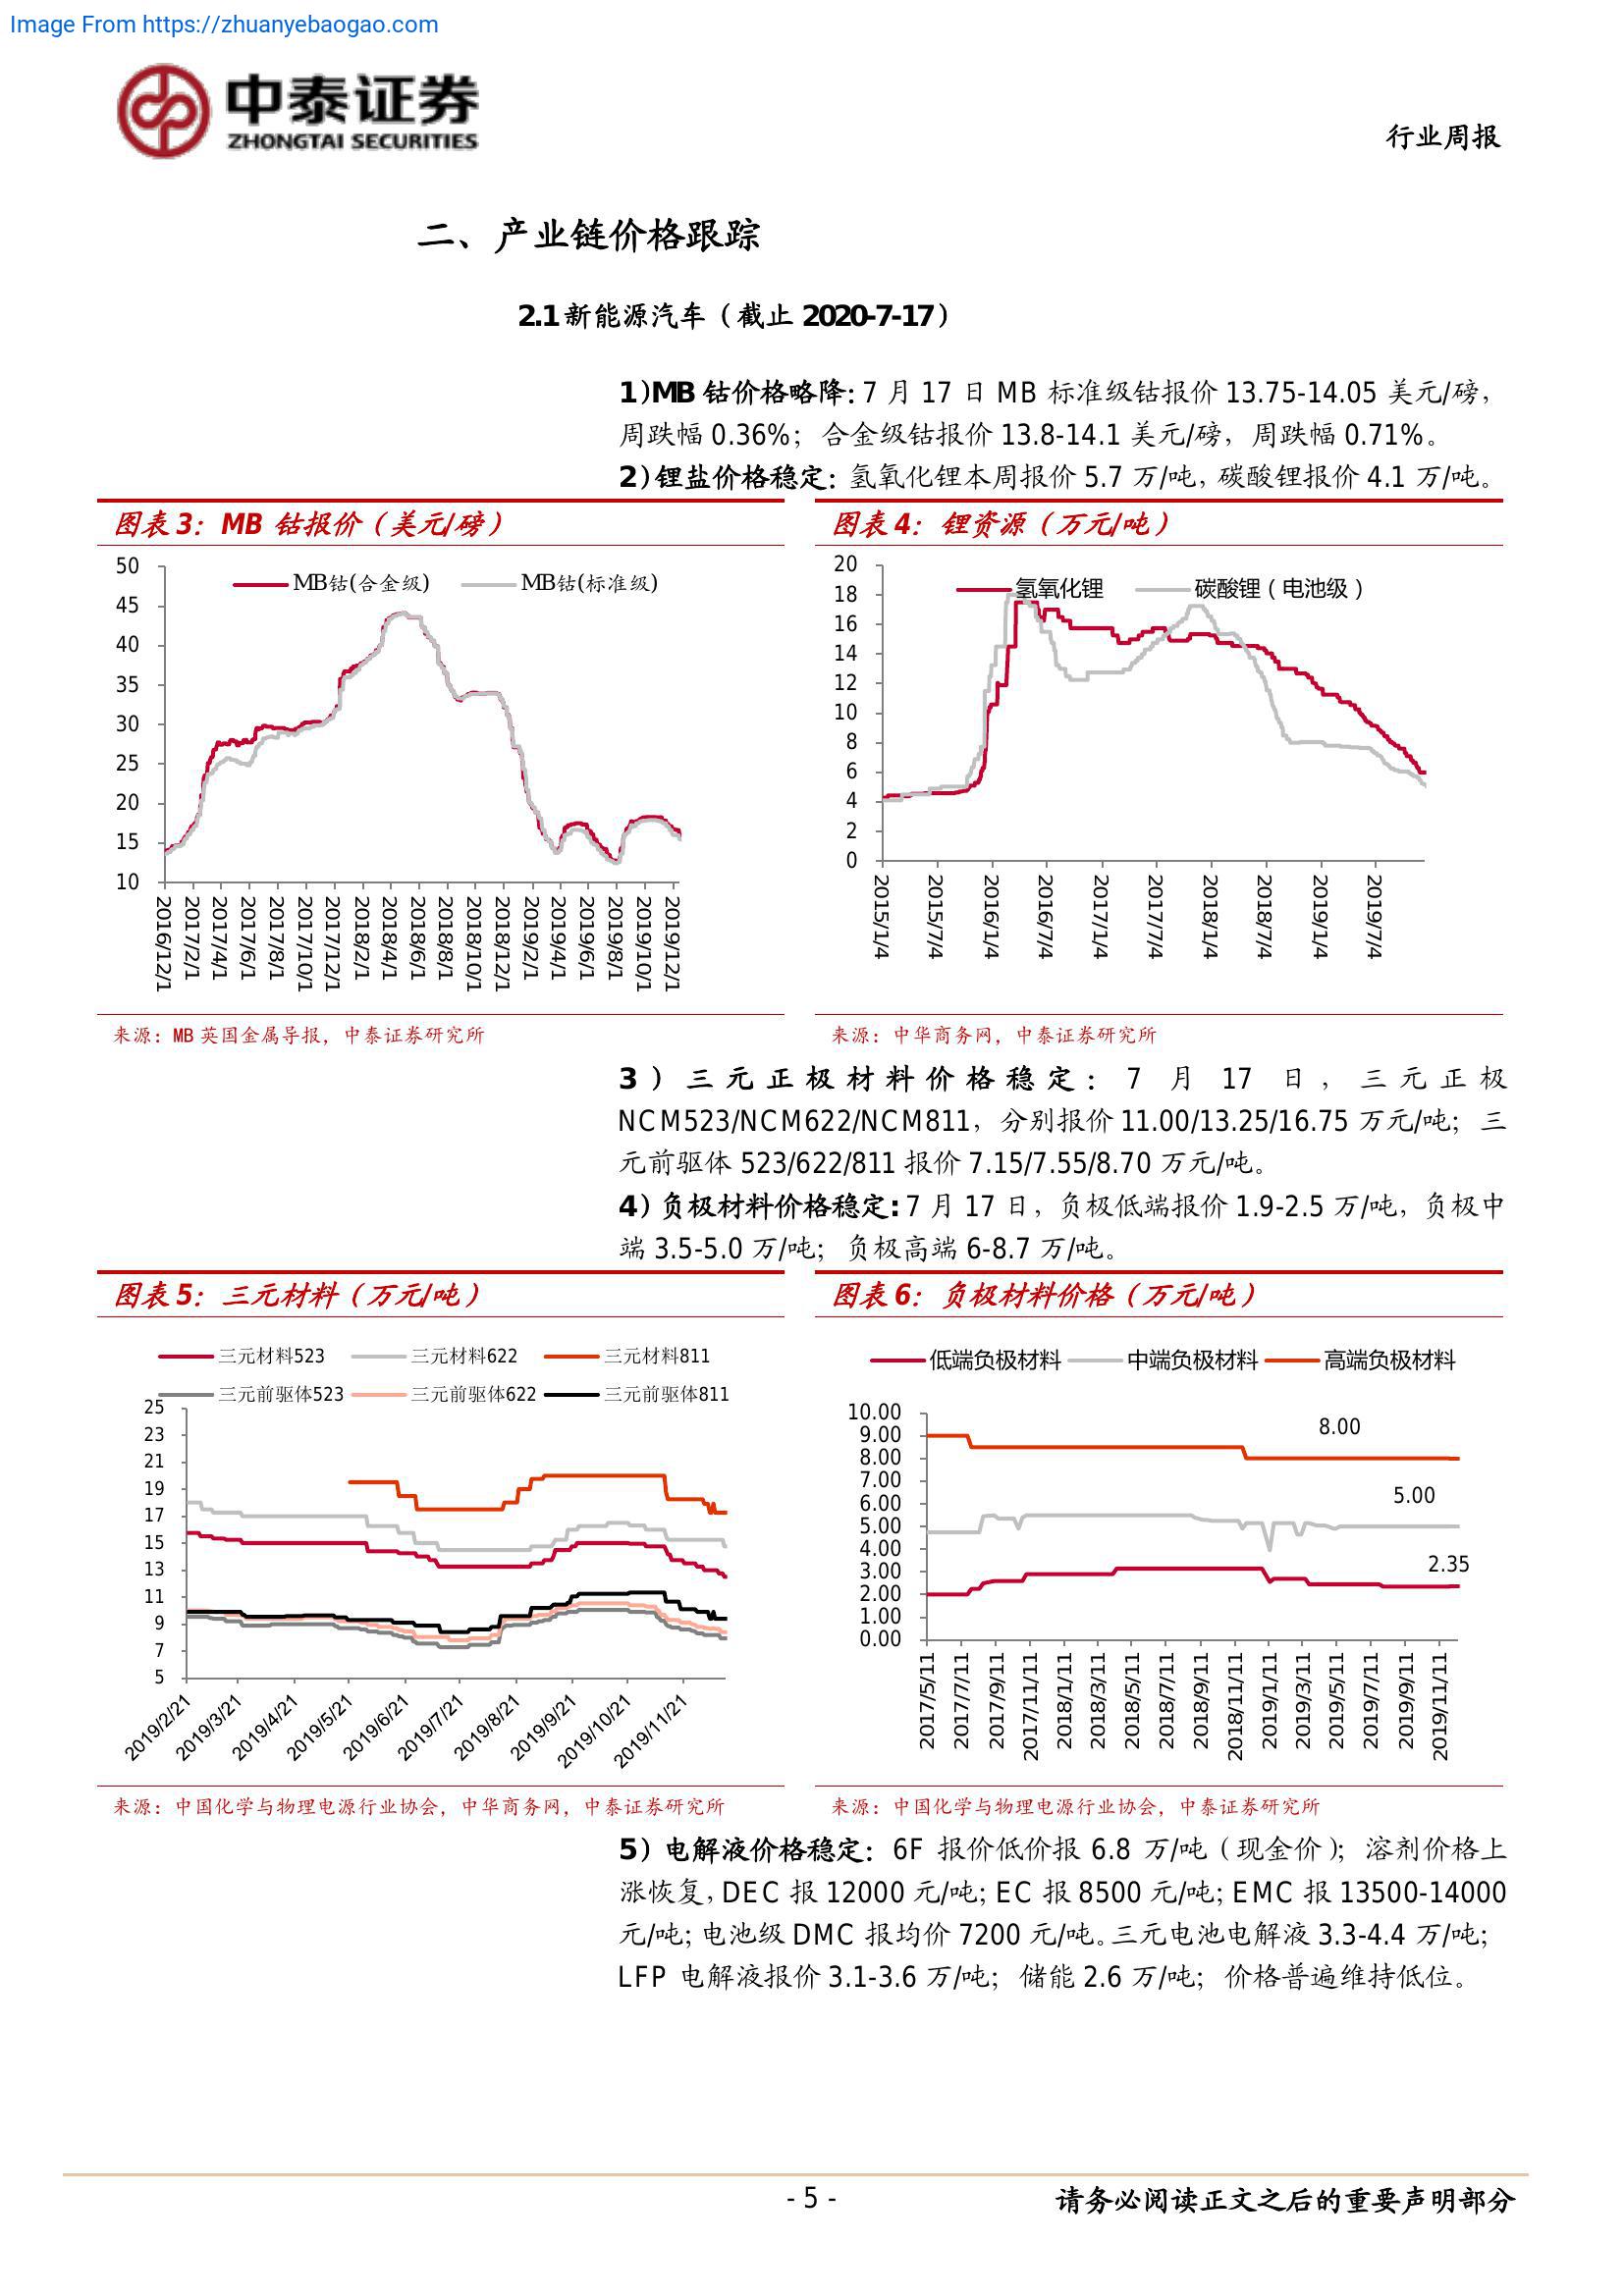 Image From https://zhuanyebaogao.com
中泰证券
ZHONGTAI SECURITIES
行业周报
二、产业链价格跟踪
2.1 新能源汽车（截止 2020-7-17）
1)MB 钴价格略降: 7 月 17 日 MB 标准级钴报价 13.75-14.05 美元/磅，
周跌幅 0.36%；合金级钴报价 13.8-14.1 美元/磅，周跌幅 0.71%。
2)锂盐价格稳定：氢氧化锂本周报价 5.7 万/吨，碳酸锂报价 4.1 万/吨。
图表 3：MB 钴报价（美元/磅）
MB钴(合金级) MB钴(标准级)
50
45
40
35
30
25
20
15
10
2016/12/1 2017/2/1 2017/4/1 2017/6/1 2017/8/1 2017/10/1 2017/12/1 2018/2/1 2018/4/1 2018/6/1 2018/8/1 2018/10/1 2018/12/1 2019/2/1 2019/4/1 2019/6/1 2019/8/1 2019/10/1 2019/12/1
来源：MB 英国金属导报，中泰证券研究所
图表 4：锂资源（万元/吨）
氢氧化锂 碳酸锂（电池级）
20
18
16
14
12
10
8
6
4
2
0
2015/1/4 2015/7/4 2016/1/4 2016/7/4 2017/1/4 2017/7/4 2018/1/4 2018/7/4 2019/1/4 2019/7/4
来源：中华商务网，中泰证券研究所
3）三元正极材料价格稳定：7 月 17 日，三元正极
NCM523/NCM622/NCM811，分别报价 11.00/13.25/16.75 万元/吨；三
元前驱体 523/622/811 报价 7.15/7.55/8.70 万元/吨。
4）负极材料价格稳定: 7 月 17 日，负极低端报价 1.9-2.5 万/吨，负极中
端 3.5-5.0 万/吨；负极高端 6-8.7 万/吨。
图表 5：三元材料（万元/吨）
三元材料523 三元材料622 三元材料811
三元前驱体523 三元前驱体622 三元前驱体811
25
23
21
19
17
15
13
11
9
7
5
2019/2/21 2019/3/21 2019/4/21 2019/5/21 2019/6/21 2019/7/21 2019/8/21 2019/9/21 2019/10/21 2019/11/21
来源：中国化学与物理电源行业协会，中华商务网，中泰证券研究所
图表 6：负极材料价格（万元/吨）
低端负极材料 中端负极材料 高端负极材料
10.00
9.00
8.00
7.00
6.00
5.00
4.00
3.00
2.00
1.00
0.00
8.00
5.00
2.35
2017/5/11 2017/7/11 2017/9/11 2017/11/11 2018/1/11 2018/3/11 2018/5/11 2018/7/11 2018/9/11 2018/11/11 2019/1/11 2019/3/11 2019/5/11 2019/7/11 2019/9/11 2019/11/11
来源：中国化学与物理电源行业协会，中泰证券研究所
5）电解液价格稳定：6F 报价低价报 6.8 万/吨（现金价）；溶剂价格上
涨恢复，DEC 报 12000 元/吨；EC 报 8500 元/吨；EMC 报 13500-14000
元/吨；电池级 DMC 报均价 7200 元/吨。三元电池电解液 3.3-4.4 万/吨；
LFP 电解液报价 3.1-3.6 万/吨；储能 2.6 万/吨；价格普遍维持低位。
- 5 -
请务必阅读正文之后的重要声明部分